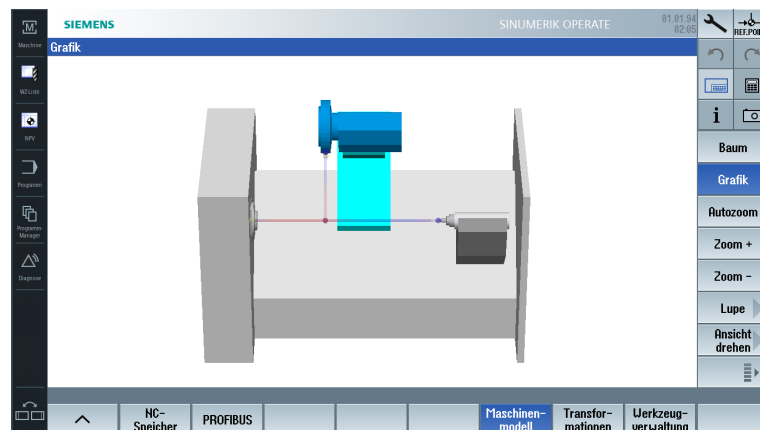 SIEMENS
SINUMERIK OPERATE
01.01.94
02:05
Grafik
M
Maschine
WZ-Liste
NPV
Programm
Programm-
Manager
Diagnose
REF.POI
i
Baum
Grafik
Autozoom
Zoom +
Zoom -
Lupe
Ansicht
drehen
NC-
Speicher
PROFIBUS
Maschinen-
modell
Transfor-
mationen
Werkzeug-
verwaltung